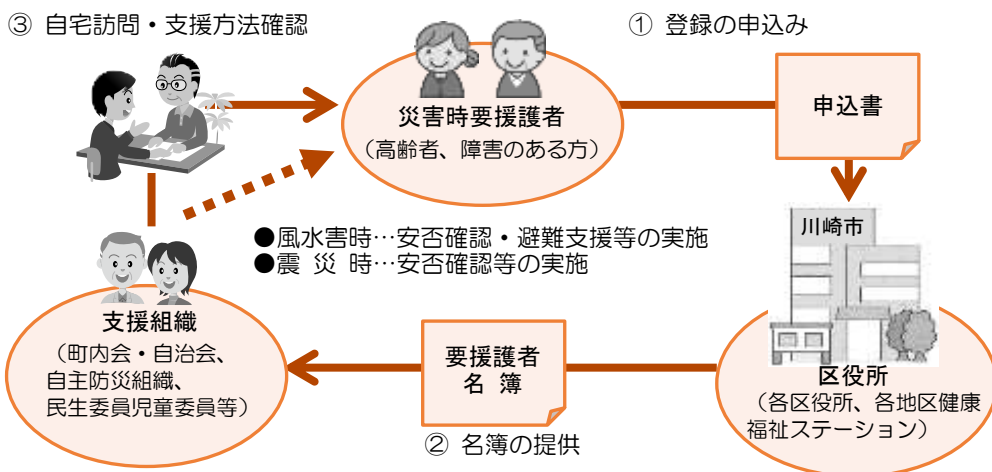 ③ 自宅訪問・支援方法確認
① 登録の申込み
災害時要援護者
（高齢者、障害のある方）
申込書
川崎市
●風水害時…安否確認・避難支援等の実施
●震 災 時…安否確認等の実施
支援組織
（町内会・自治会、
自主防災組織、
民生委員児童委員等）
要援護者
名 簿
② 名簿の提供
区役所
（各区役所、各地区健康
福祉ステーション）